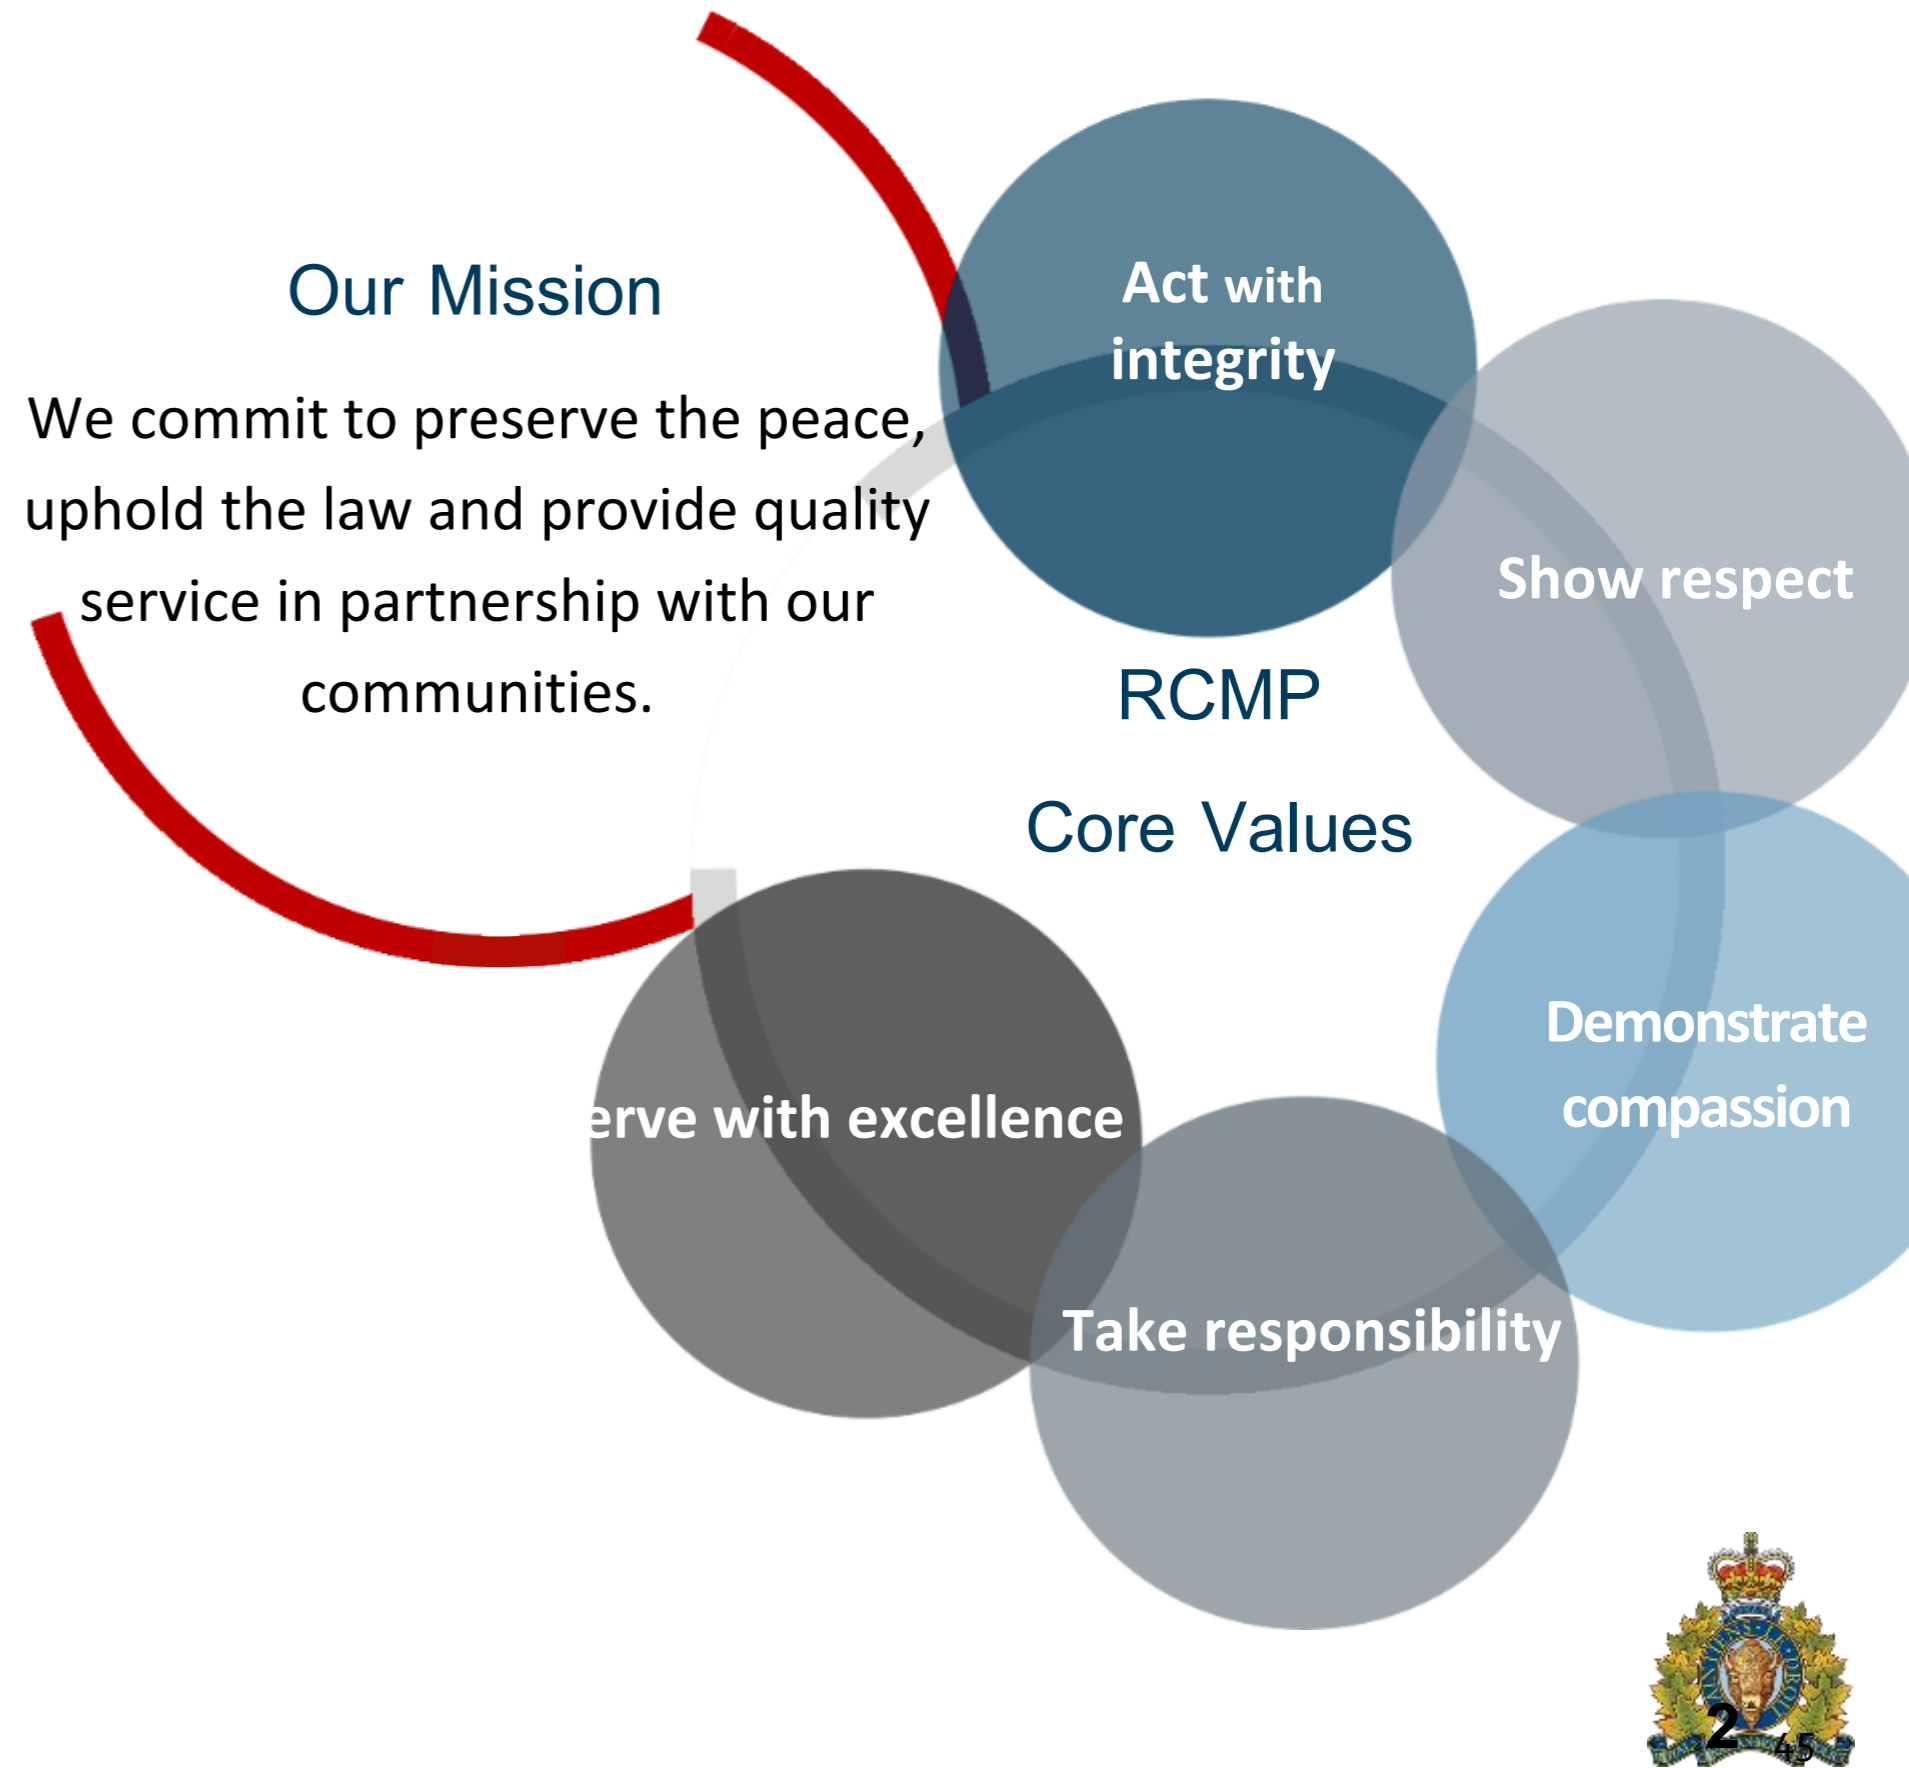 Our Mission
We commit to preserve the peace,
uphold the law and provide quality
service in partnership with our
communities.
Act with
integrity
Show respect
RCMP
Core Values
Demonstrate
compassion
erve with excellence
Take responsibility
2
45